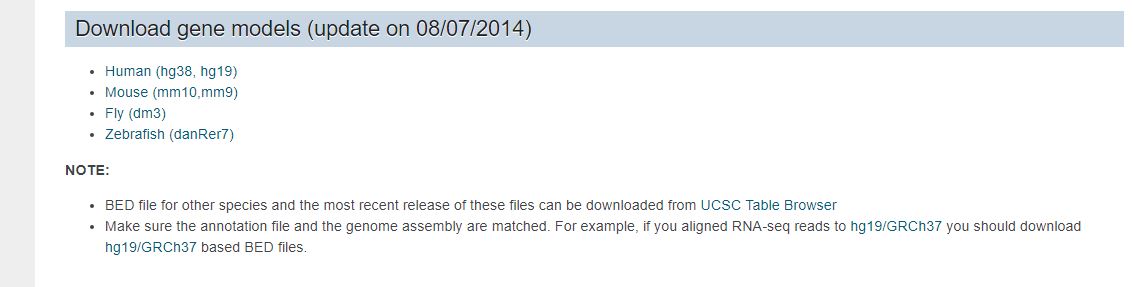 Download gene models (update on 08/07/2014)
• Human (hg38, hg19)
• Mouse (mm10,mm9)
• Fly (dm3)
• Zebrafish (danRer7)
NOTE:
• BED file for other species and the most recent release of these files can be downloaded from UCSC Table Browser
• Make sure the annotation file and the genome assembly are matched. For example, if you aligned RNA-seq reads to hg19/GRCh37 you should download
hg19/GRCh37 based BED files.